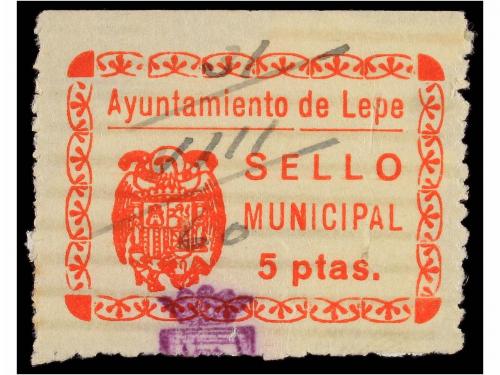 Ayuntamiento de Lepe
SELLO
MUNICIPAL
5 ptas.